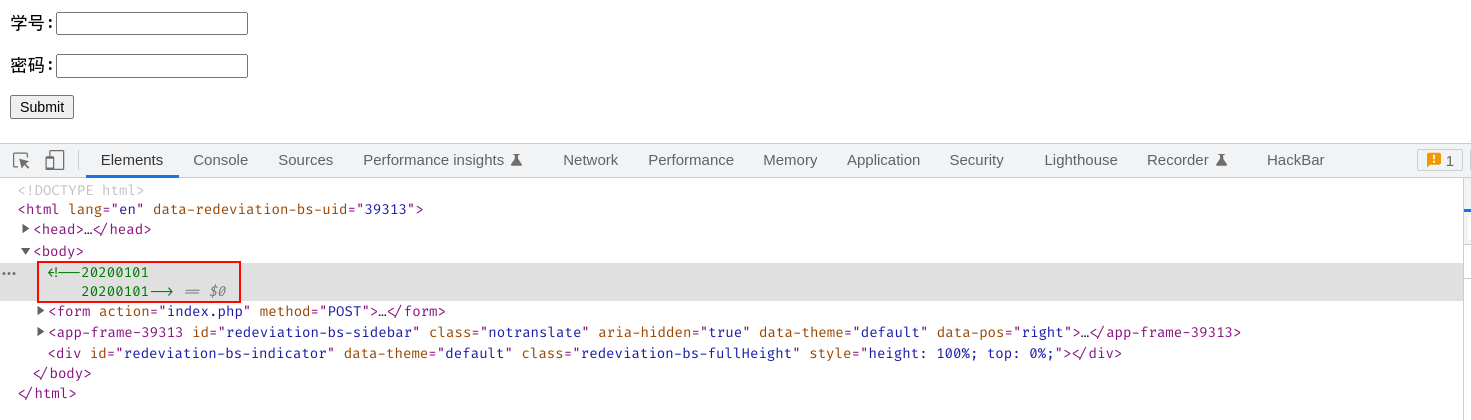 学号:
密码:
Submit
Elements Console Sources Performance insights Network Performance Memory Application Security Lighthouse Recorder HackBar 1
<!DOCTYPE html>
<html lang="en" data-redeviation-bs-uid="39313">
<head>…</head>
<body>
<!--20200101
20200101--> == $0
<form action="index.php" method="POST">…</form>
<app-frame-39313 id="redeviation-bs-sidebar" class="notranslate" aria-hidden="true" data-theme="default" data-pos="right">…</app-frame-39313>
<div id="redeviation-bs-indicator" data-theme="default" class="redeviation-bs-fullHeight" style="height: 100%; top: 0%;"></div>
</body>
</html>